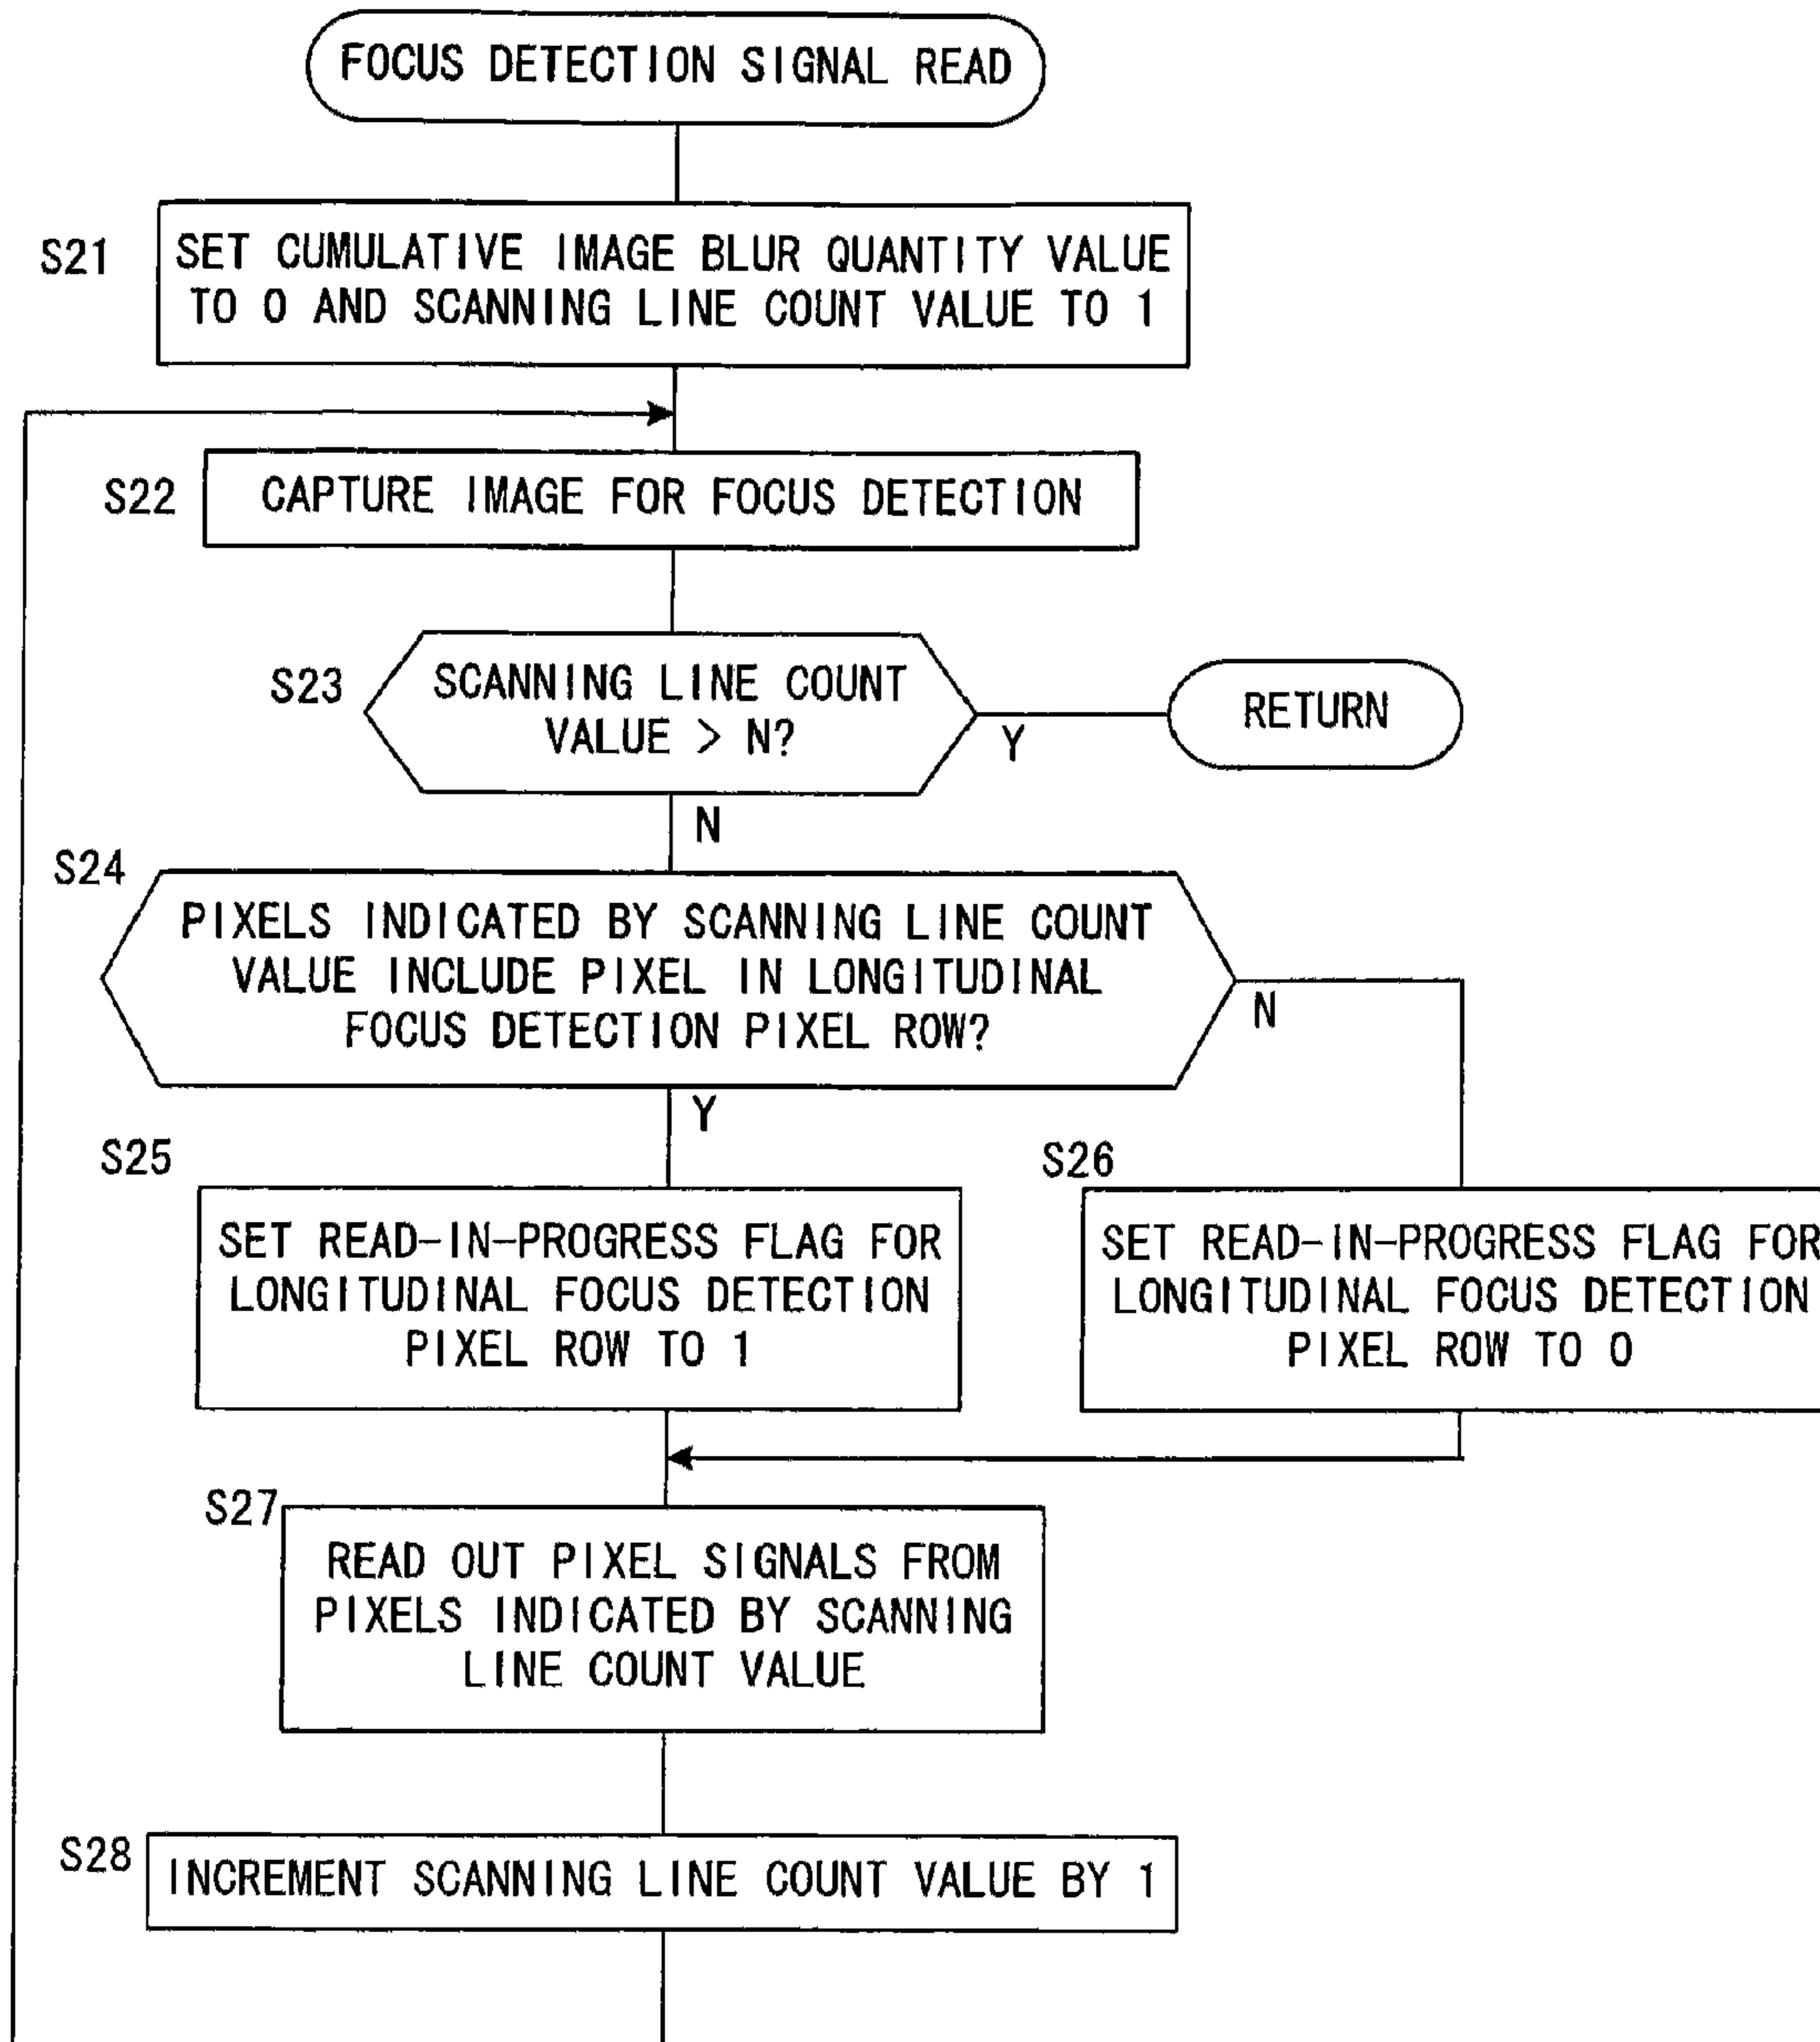 FOCUS DETECTION SIGNAL READ
S21
SET CUMULATIVE IMAGE BLUR QUANTITY VALUE
TO 0 AND SCANNING LINE COUNT VALUE TO 1
S22
CAPTURE IMAGE FOR FOCUS DETECTION
S23
SCANNING LINE COUNT
VALUE > N?
Y
RETURN
N
S24
PIXELS INDICATED BY SCANNING LINE COUNT
VALUE INCLUDE PIXEL IN LONGITUDINAL
FOCUS DETECTION PIXEL ROW?
N
Y
S25
SET READ-IN-PROGRESS FLAG FOR
LONGITUDINAL FOCUS DETECTION
PIXEL ROW TO 1
S26
SET READ-IN-PROGRESS FLAG FOR
LONGITUDINAL FOCUS DETECTION
PIXEL ROW TO 0
S27
READ OUT PIXEL SIGNALS FROM
PIXELS INDICATED BY SCANNING
LINE COUNT VALUE
S28
INCREMENT SCANNING LINE COUNT VALUE BY 1